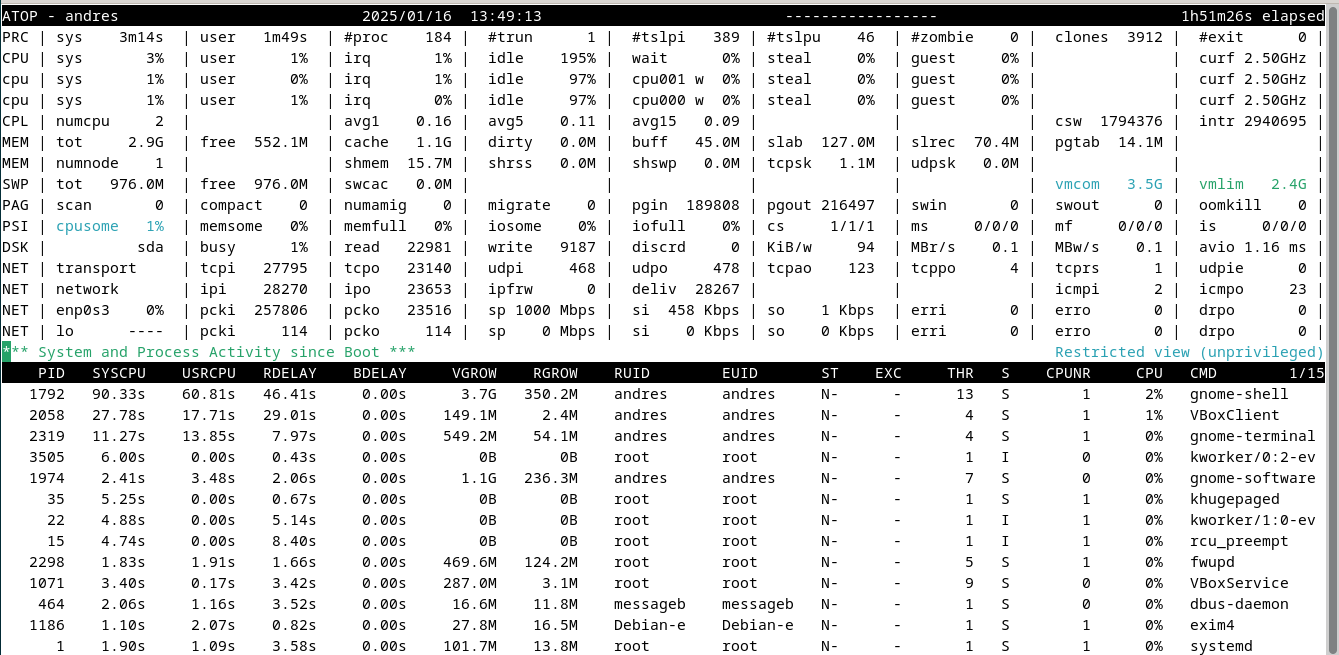 ATOP - andres 2025/01/16 13:49:13 ----------------- 1h51m26s elapsed
PRC | sys 3m14s | user 1m49s | #proc 184 | #trun 1 | #tslpi 389 | #tslpu 46 | #zombie 0 | clones 3912 | #exit 0 |
CPU | sys 3% | user 1% | irq 1% | idle 195% | wait 0% | steal 0% | guest 0% | | curf 2.50GHz |
cpu | sys 1% | user 0% | irq 1% | idle 97% | cpu001 w 0% | steal 0% | guest 0% | | curf 2.50GHz |
cpu | sys 1% | user 1% | irq 0% | idle 97% | cpu000 w 0% | steal 0% | guest 0% | | curf 2.50GHz |
CPL | numcpu 2 | | avg1 0.16 | avg5 0.11 | avg15 0.09 | | | csw 1794376 | intr 2940695 |
MEM | tot 2.9G | free 552.1M | cache 1.1G | dirty 0.0M | buff 45.0M | slab 127.0M | slrec 70.4M | pgtab 14.1M | |
MEM | numnode 1 | | shmem 15.7M | shrss 0.0M | shswp 0.0M | tcpsk 1.1M | udpsk 0.0M | | |
SWP | tot 976.0M | free 976.0M | swcac 0.0M | | | | | vmcom 3.5G | vmlim 2.4G |
PAG | scan 0 | compact 0 | numamig 0 | migrate 0 | pgin 189808 | pgout 216497 | swin 0 | swout 0 | oomkill 0 |
PSI | cpusome 1% | memsome 0% | memfull 0% | iosome 0% | iofull 0% | cs 1/1/1 | ms 0/0/0 | mf 0/0/0 | is 0/0/0 |
DSK | sda | busy 1% | read 22981 | write 9187 | discrd 0 | KiB/w 94 | MBr/s 0.1 | MBw/s 0.1 | avio 1.16 ms |
NET | transport | tcpi 27795 | tcpo 23140 | udpi 468 | udpo 478 | tcpao 123 | tcppo 4 | tcprs 1 | udpie 0 |
NET | network | ipi 28270 | ipo 23653 | ipfrw 0 | deliv 28267 | | | icmpi 2 | icmpo 23 |
NET | enp0s3 0% | pcki 257806 | pcko 23516 | sp 1000 Mbps | si 458 Kbps | so 1 Kbps | erri 0 | erro 0 | drpo 0 |
NET | lo ---- | pcki 114 | pcko 114 | sp 0 Mbps | si 0 Kbps | so 0 Kbps | erri 0 | erro 0 | drpo 0 |
*** System and Process Activity since Boot *** Restricted view (unprivileged)
PID SYSCPU USRCPU RDELAY BDELAY VGROW RGROW RUID EUID ST EXC THR S CPUNR CPU CMD 1/15
1792 90.33s 60.81s 46.41s 0.00s 3.7G 350.2M andres andres N- - 13 S 1 2% gnome-shell
2058 27.78s 17.71s 29.01s 0.00s 149.1M 2.4M andres andres N- - 4 S 1 1% VBoxClient
2319 11.27s 13.85s 7.97s 0.00s 549.2M 54.1M andres andres N- - 4 S 1 0% gnome-terminal
3505 6.00s 0.00s 0.43s 0.00s 0B 0B root root N- - 1 I 0 0% kworker/0:2-ev
1974 2.41s 3.48s 2.06s 0.00s 1.1G 236.3M andres andres N- - 7 S 0 0% gnome-software
35 5.25s 0.00s 0.67s 0.00s 0B 0B root root N- - 1 S 1 0% khugepaged
22 4.88s 0.00s 5.14s 0.00s 0B 0B root root N- - 1 I 1 0% kworker/1:0-ev
15 4.74s 0.00s 8.40s 0.00s 0B 0B root root N- - 1 I 1 0% rcu_preempt
2298 1.83s 1.91s 1.66s 0.00s 469.6M 124.2M root root N- - 5 S 1 0% fwupd
1071 3.40s 0.17s 3.42s 0.00s 287.0M 3.1M root root N- - 9 S 0 0% VBoxService
464 2.06s 1.16s 3.52s 0.00s 16.6M 11.8M messageb messageb N- - 1 S 0 0% dbus-daemon
1186 1.10s 2.07s 0.82s 0.00s 27.8M 16.5M Debian-e Debian-e N- - 1 S 1 0% exim4
1 1.90s 1.09s 3.58s 0.00s 101.7M 13.8M root root N- - 1 S 1 0% systemd